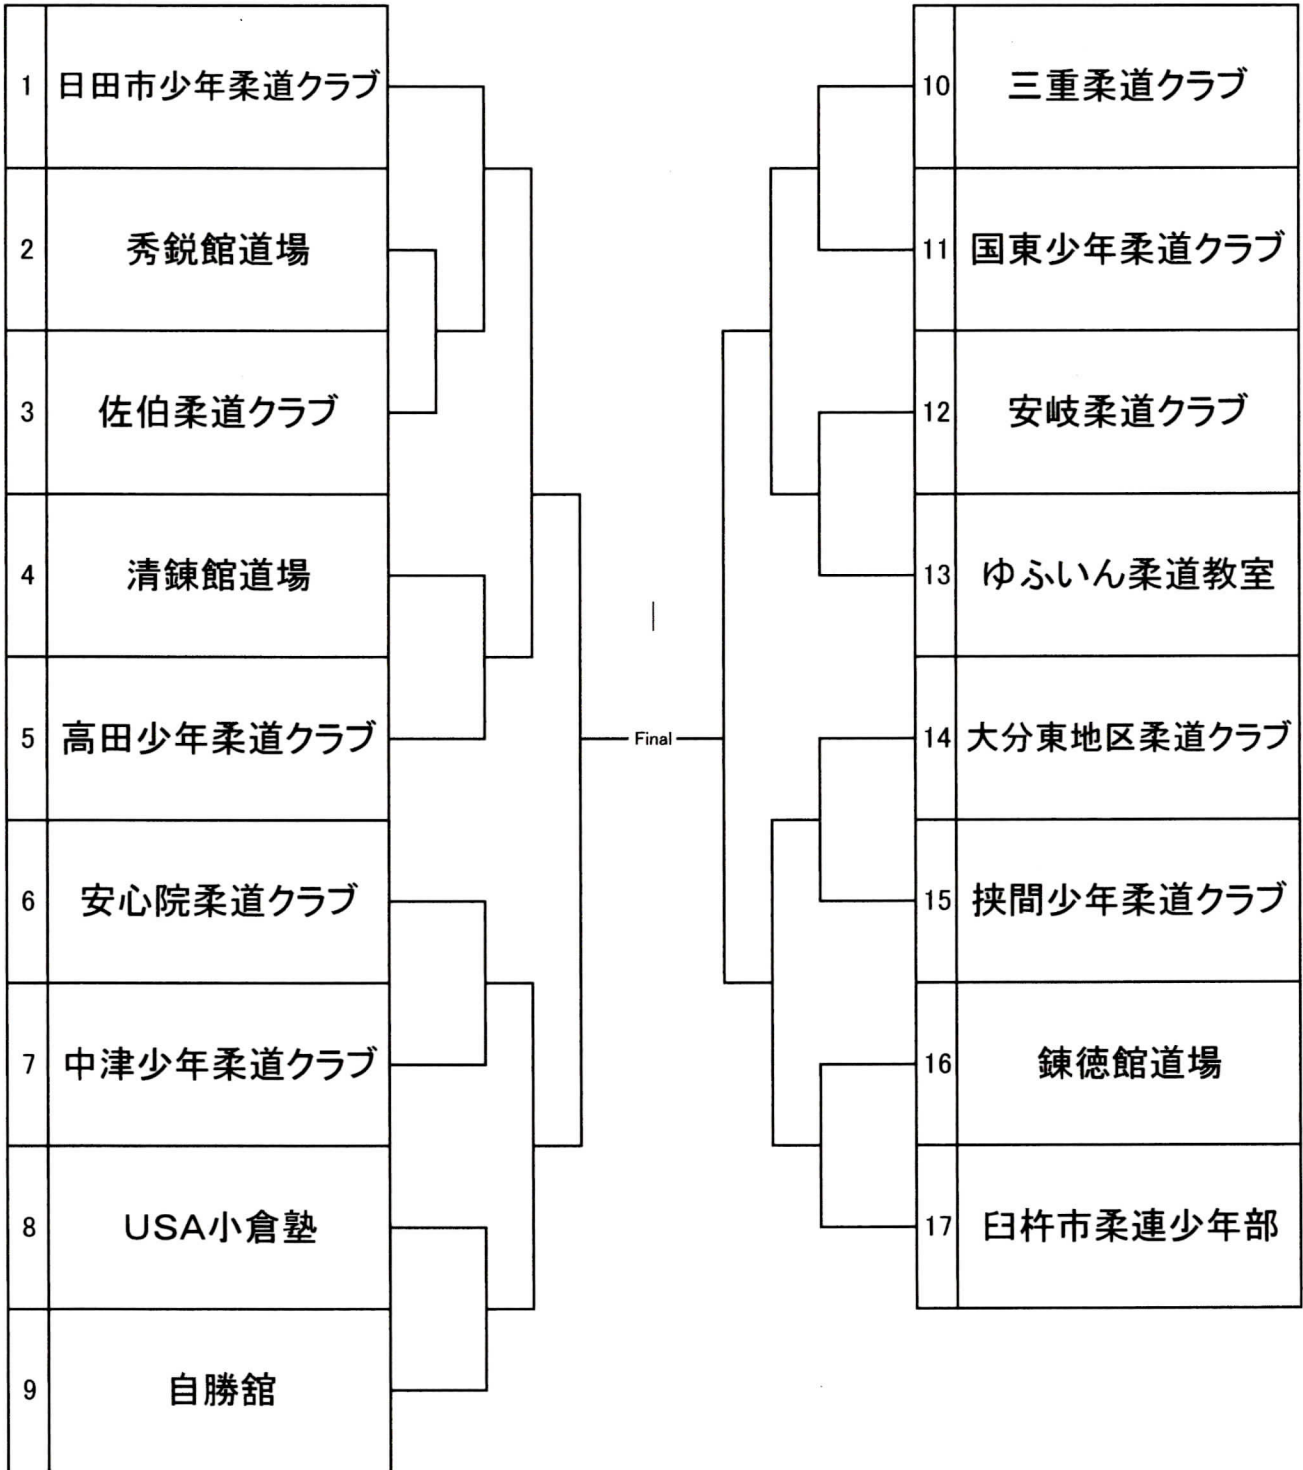 1 日田市少年柔道クラブ
2 秀鋭館道場
3 佐伯柔道クラブ
4 清錬館道場
5 高田少年柔道クラブ
6 安心院柔道クラブ
7 中津少年柔道クラブ
8 USA小倉塾
9 自勝舘
Final
10 三重柔道クラブ
11 国東少年柔道クラブ
12 安岐柔道クラブ
13 ゆふいん柔道教室
14 大分東地区柔道クラブ
15 挾間少年柔道クラブ
16 錬徳館道場
17 臼杵市柔連少年部